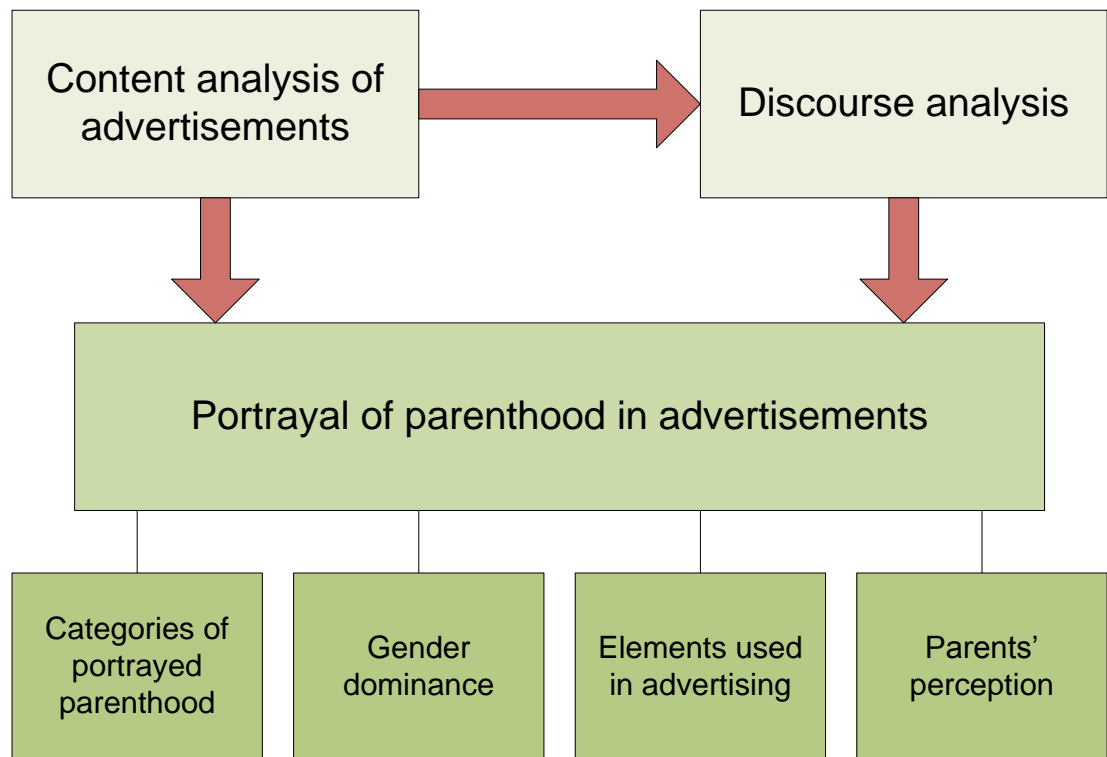 Content analysis of
advertisements
Discourse analysis
Portrayal of parenthood in advertisements
Categories of
portrayed
parenthood
Gender
dominance
Elements used
in advertising
Parents’
perception